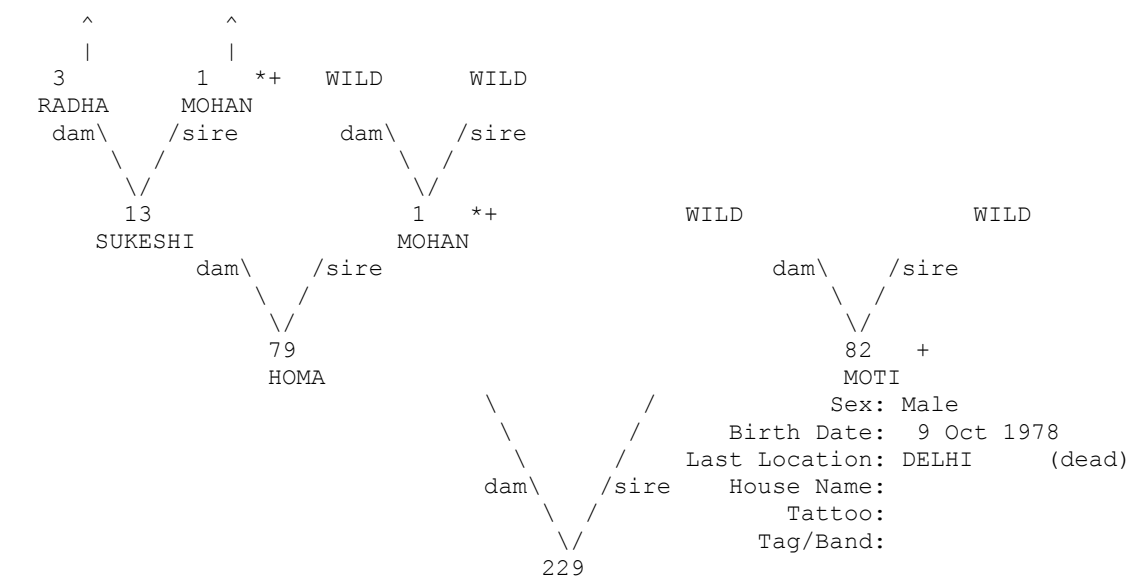 ^ ^
| |
3 1 *+ WILD WILD
RADHA MOHAN
dam\ /sire dam\ /sire
\ / \ /
\/ \/
13 1 *+ WILD WILD
SUKESHI MOHAN
dam\ /sire dam\ /sire
\ / \ /
\/ \/
79 82 +
HOMA MOTI
\ / Sex: Male
\ / Birth Date: 9 Oct 1978
\ / Last Location: DELHI (dead)
dam\ /sire House Name:
\ / Tattoo:
\/ Tag/Band:
229